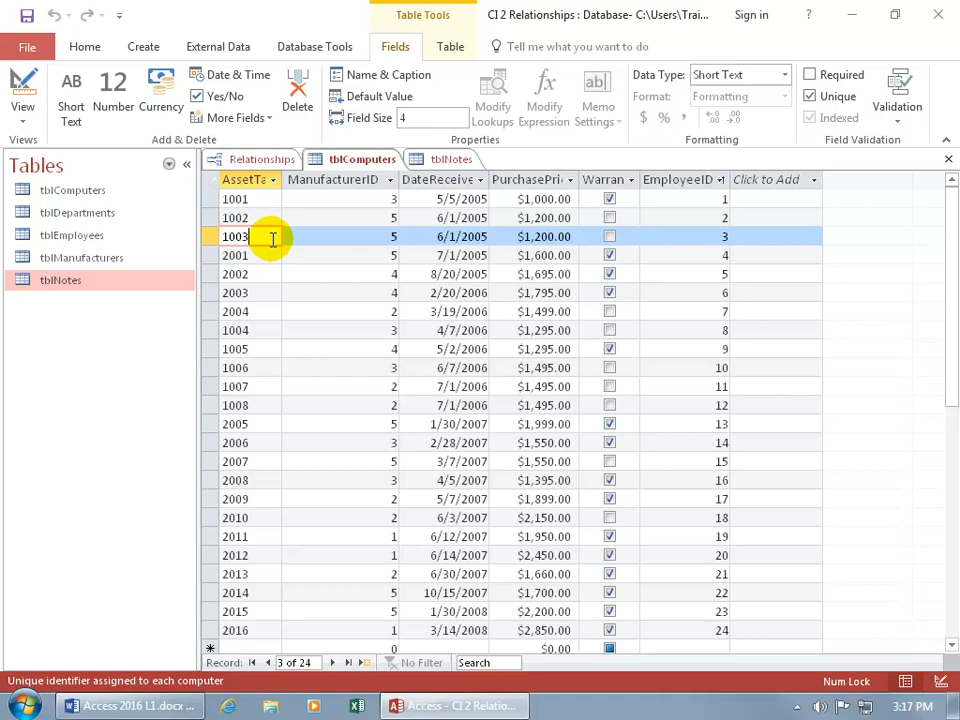 Table Tools
CI 2 Relationships : Database- C:\Users\Trai...
Sign in
?
File
Home
Create
External Data
Database Tools
Fields
Table
Tell me what you want to do
View
AB
Short
Text
12
Number
Currency
Date & Time
Yes/No
More Fields
Delete
Name & Caption
Default Value
Field Size 4
Modify
Lookups
fx
Modify
Expression
ab
Memo
Settings
Data Type: Short Text
Format: Formatting
$ % , .00
Required
Unique
Indexed
Validation
Views
Add & Delete
Properties
Formatting
Field Validation
Tables
tblComputers
tblDepartments
tblEmployees
tblManufacturers
tblNotes
Relationships
tblComputers
tblNotes
AssetTa ManufacturerID DateReceive PurchasePri Warran EmployeeID Click to Add
1001 3 5/5/2005 $1,000.00 1
1002 5 6/1/2005 $1,200.00 2
1003 5 6/1/2005 $1,200.00 3
2001 5 7/1/2005 $1,600.00 4
2002 4 8/20/2005 $1,695.00 5
2003 4 2/20/2006 $1,795.00 6
2004 2 3/19/2006 $1,499.00 7
1004 3 4/7/2006 $1,295.00 8
1005 4 5/2/2006 $1,295.00 9
1006 3 6/7/2006 $1,495.00 10
1007 2 7/1/2006 $1,495.00 11
1008 2 7/1/2006 $1,495.00 12
2005 2 1/30/2007 $1,999.00 13
2006 3 2/28/2007 $1,550.00 14
2007 5 3/7/2007 $1,550.00 15
2008 3 4/5/2007 $1,395.00 16
2009 2 5/7/2007 $1,899.00 17
2010 2 6/3/2007 $2,150.00 18
2011 1 6/12/2007 $1,950.00 19
2012 1 6/14/2007 $2,450.00 20
2013 2 6/30/2007 $1,660.00 21
2014 5 10/15/2007 $1,700.00 22
2015 5 1/30/2008 $2,200.00 23
2016 1 3/14/2008 $2,850.00 24
* 0 $0.00
Record: 3 of 24 No Filter Search
Unique identifier assigned to each computer
Num Lock
Access 2016 L1.docx ...
Access - CI 2 Relatio...
3:17 PM